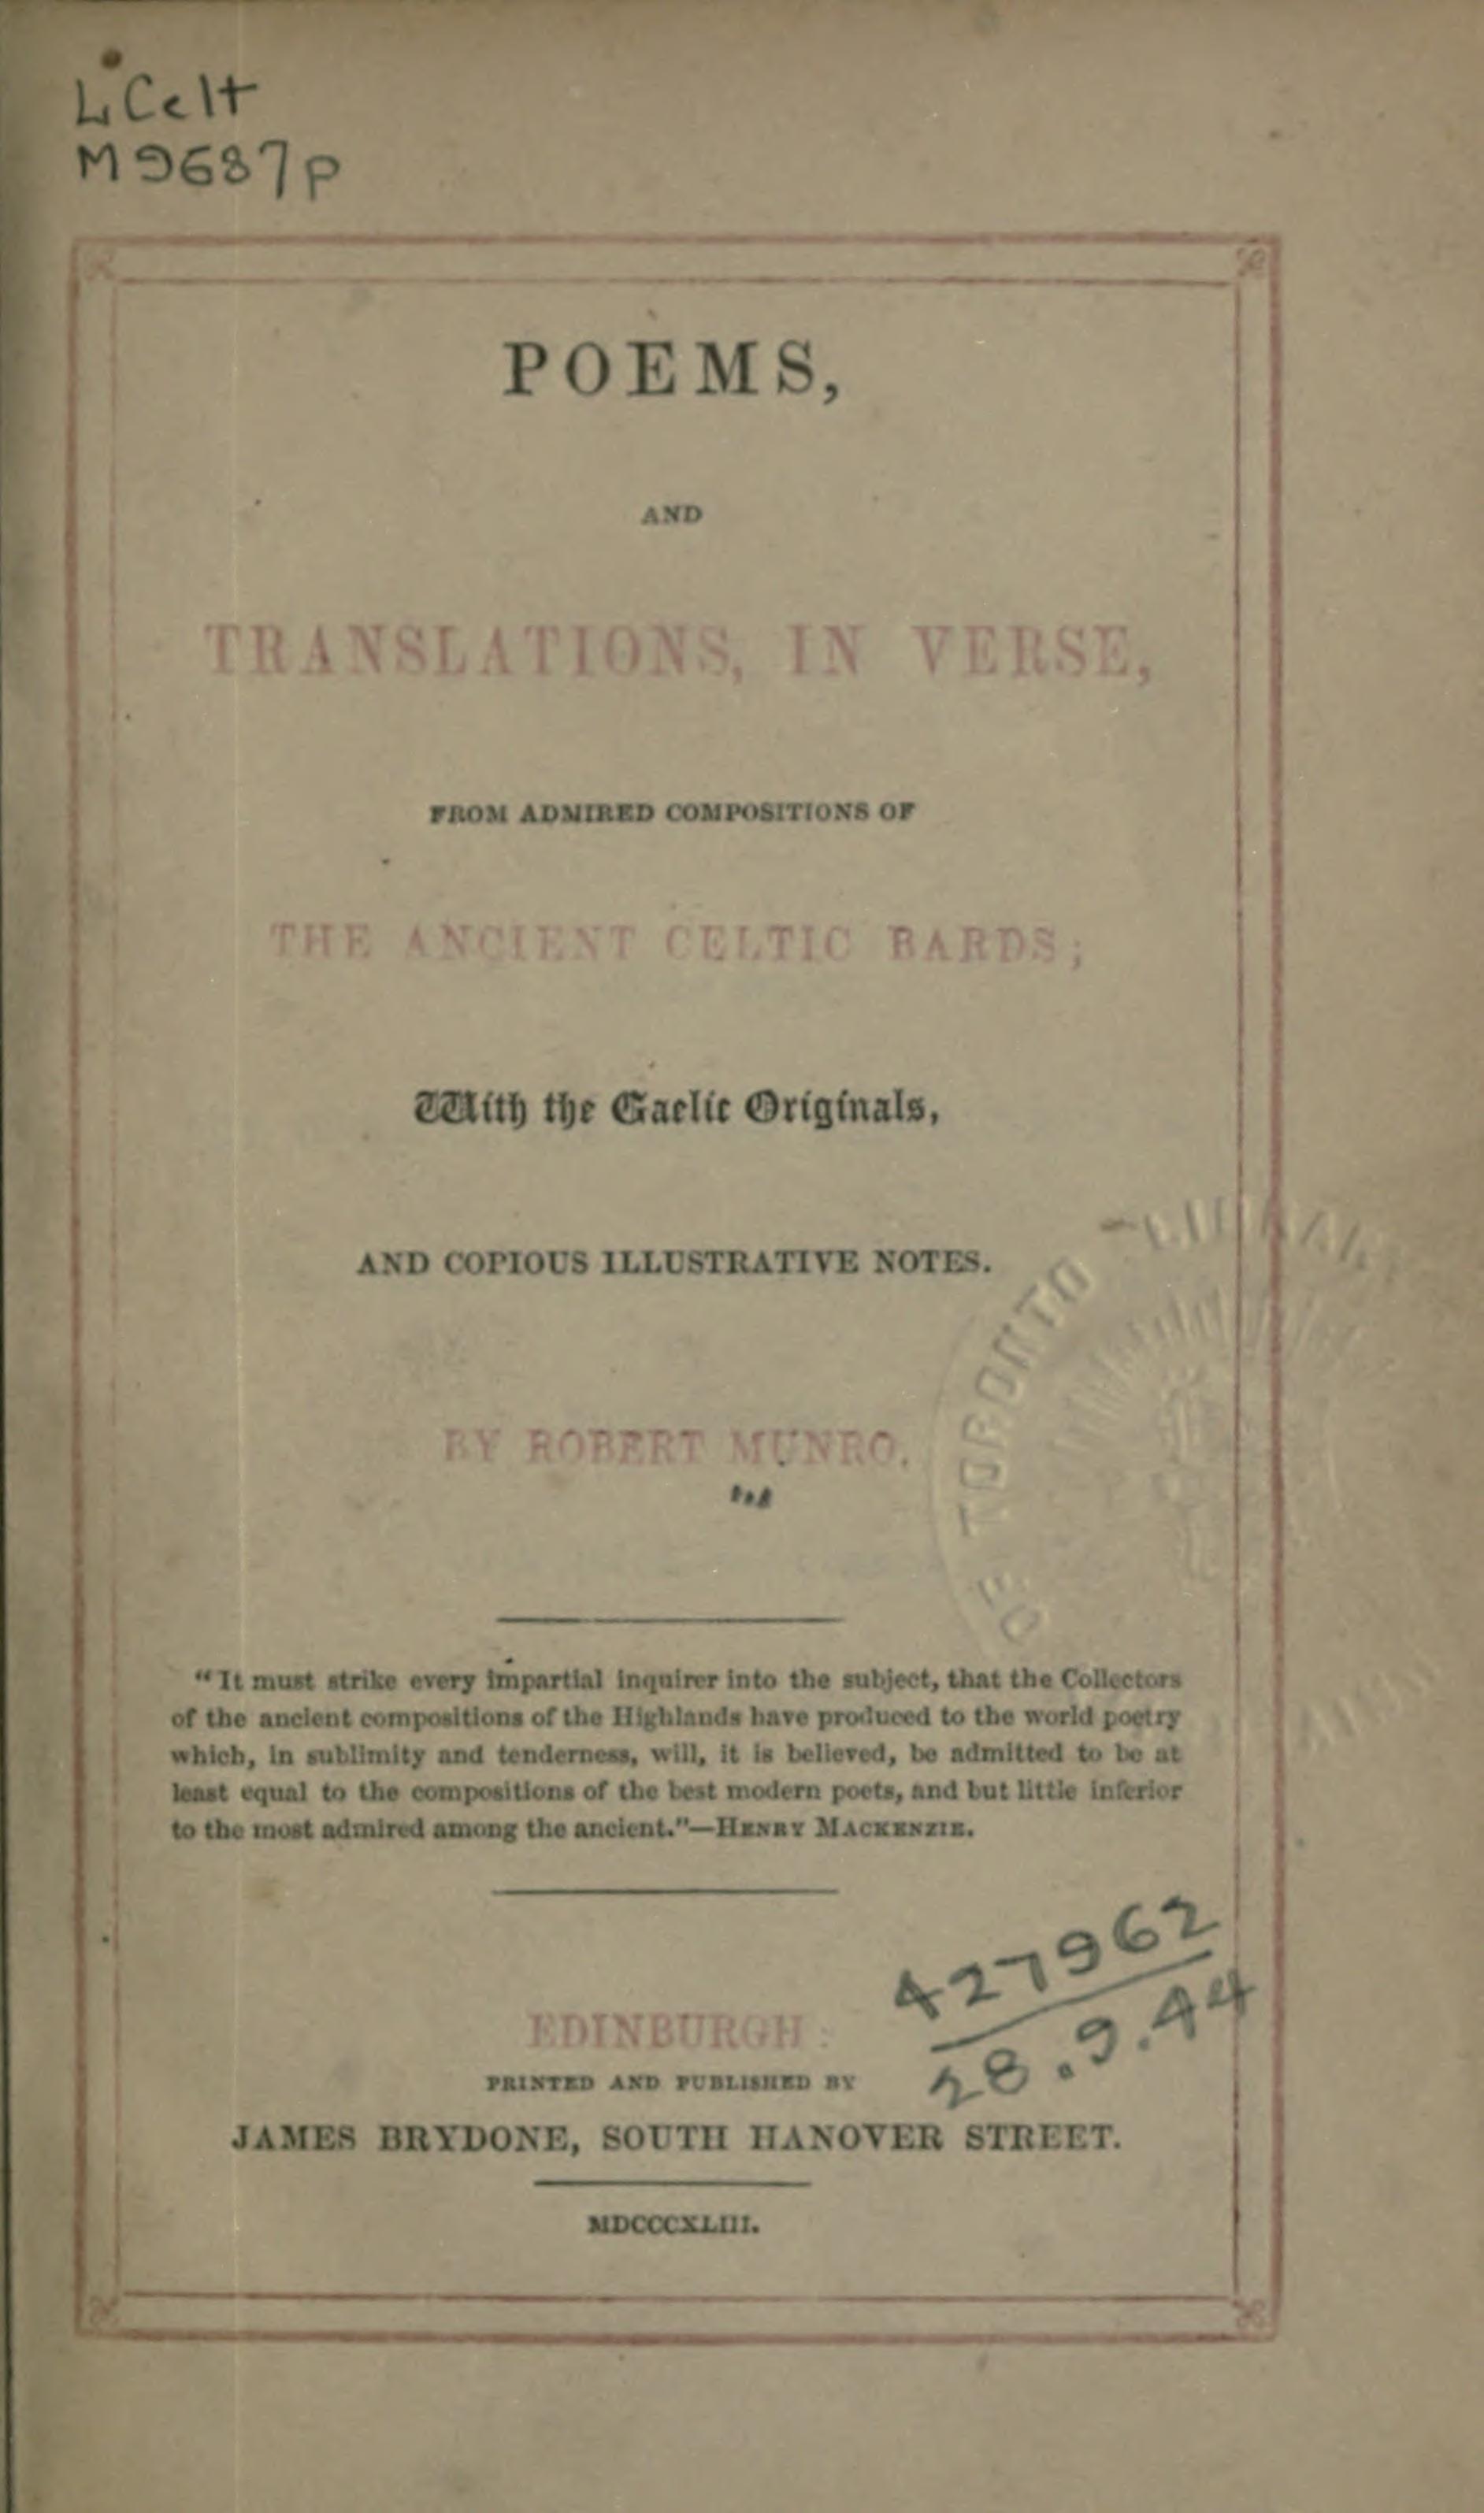 LCelt
M9687p
POEMS,
AND
TRANSLATIONS, IN VERSE,
FROM ADMIRED COMPOSITIONS OF
THE ANCIENT CELTIC BARDS;
With the Gaelic Originals,
AND COPIOUS ILLUSTRATIVE NOTES.
BY ROBERT MUNRO.
OF TORONTO
"It must strike every impartial inquirer into the subject, that the Collectors
of the ancient compositions of the Highlands have produced to the world poetry
which, in sublimity and tenderness, will, it is believed, be admitted to be at
least equal to the compositions of the best modern poets, and but little inferior
to the most admired among the ancient."—HENRY MACKENZIE.
427962
28.9.44
EDINBURGH:
PRINTED AND PUBLISHED BY
JAMES BRYDONE, SOUTH HANOVER STREET.
MDCCCXLIII.